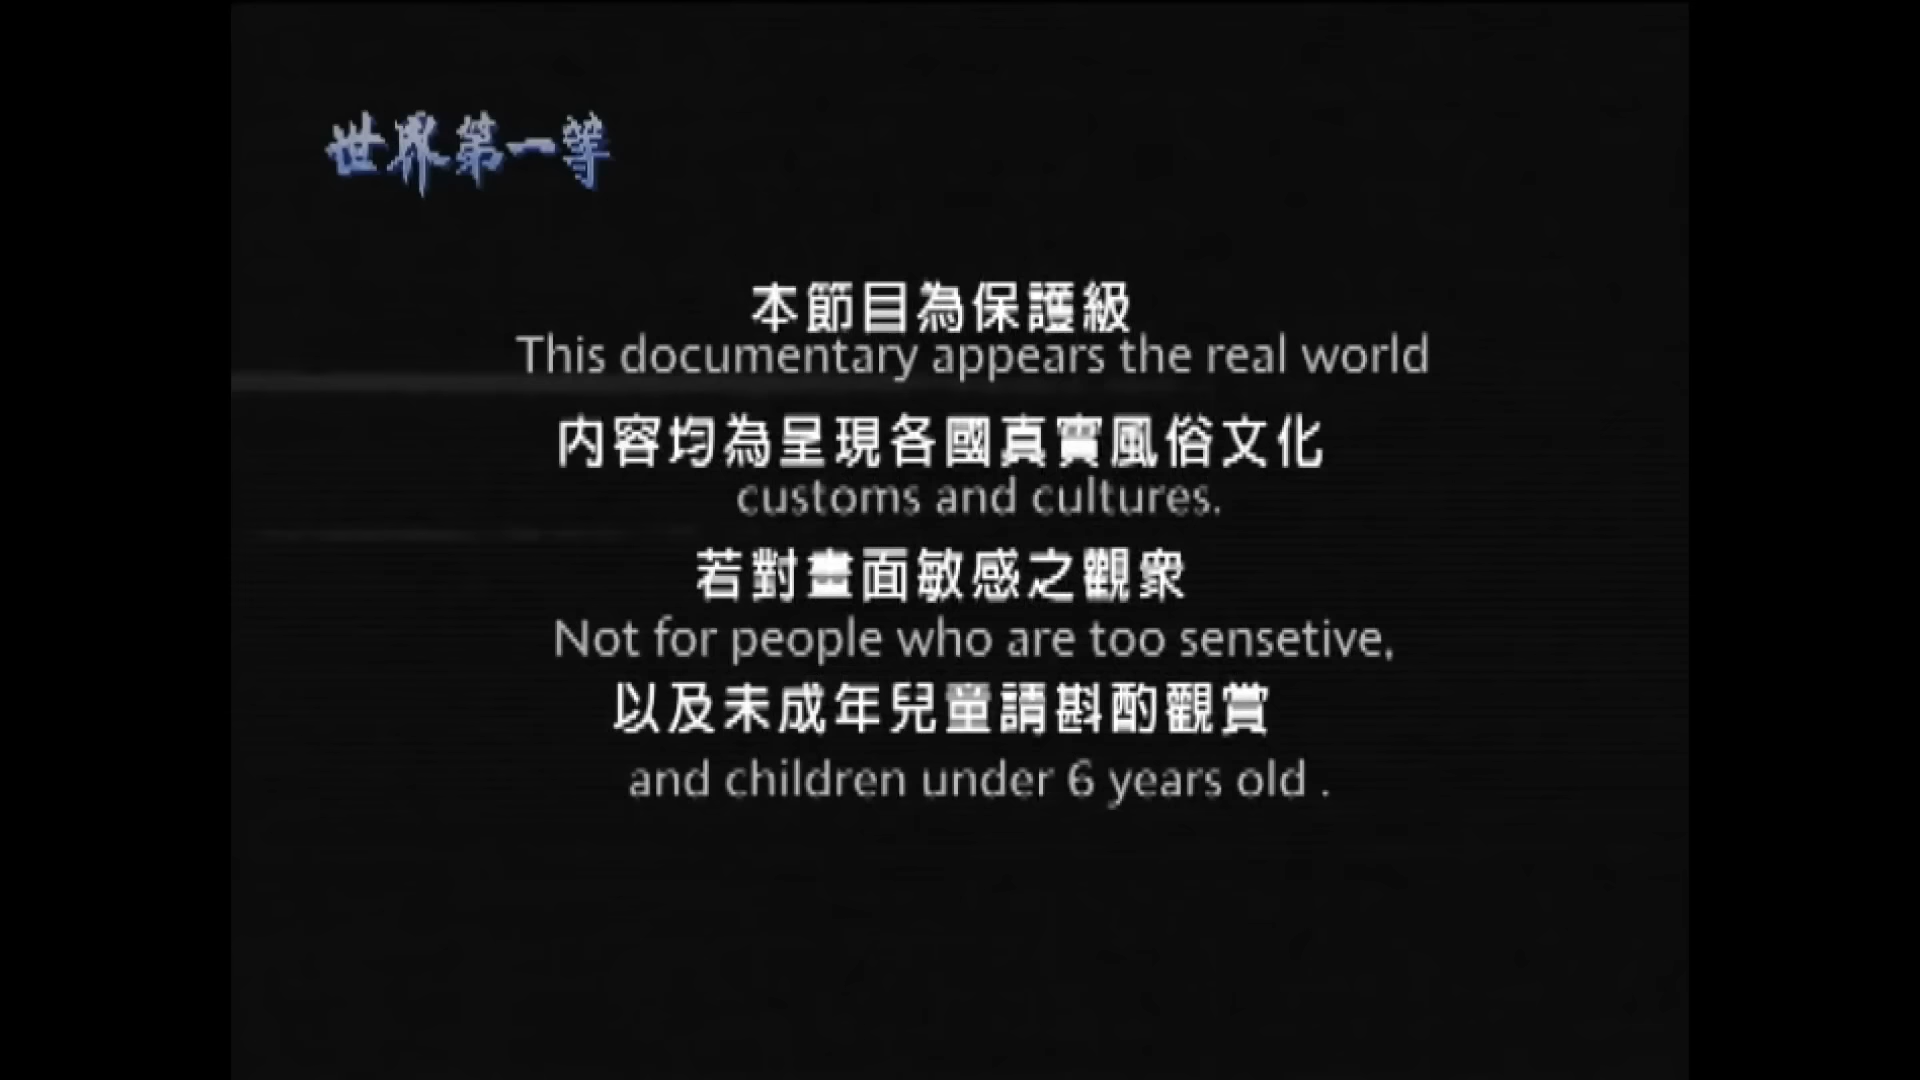 世界第一等
本節目為保護級
This documentary appears the real world
內容均為呈現各國真實風俗文化
customs and cultures.
若對畫面敏感之觀眾
Not for people who are too sensetive,
以及未成年兒童請斟酌觀賞
and children under 6 years old .